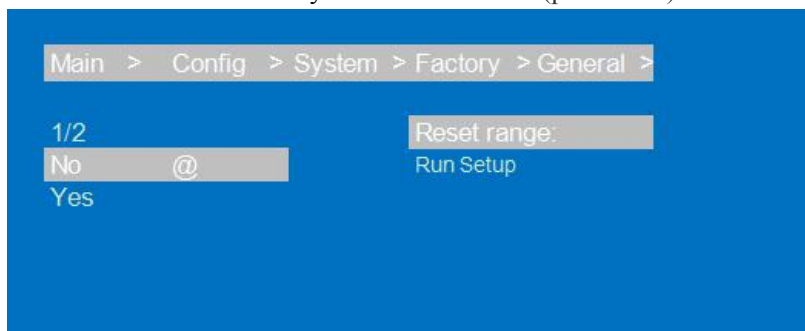 Main > Config > System > Factory > General >
1/2
Reset range:
No @
Run Setup
Yes